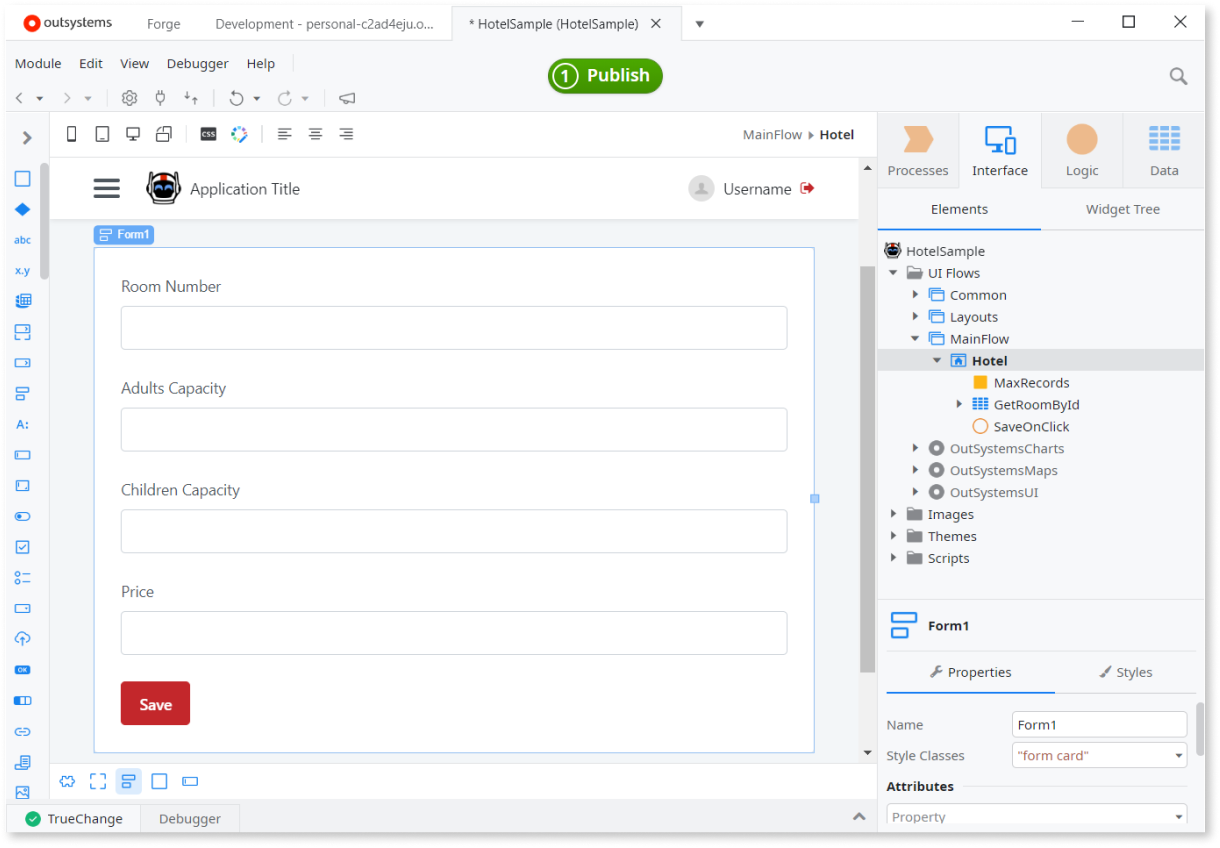 outsystems
Forge
Development - personal-c2ad4eju.o...
* HotelSample (HotelSample)
Module Edit View Debugger Help
1 Publish
CSS
MainFlow Hotel
Application Title
Username
Form1
Room Number
Adults Capacity
Children Capacity
Price
Save
abc
x.y
A:
OK
TrueChange
Debugger
Processes
Interface
Logic
Data
Elements
Widget Tree
HotelSample
UI Flows
Common
Layouts
MainFlow
Hotel
MaxRecords
GetRoomById
SaveOnClick
OutSystemsCharts
OutSystemsMaps
OutSystemsUI
Images
Themes
Scripts
Form1
Properties
Styles
Name Form1
Style Classes "form card"
Attributes
Property